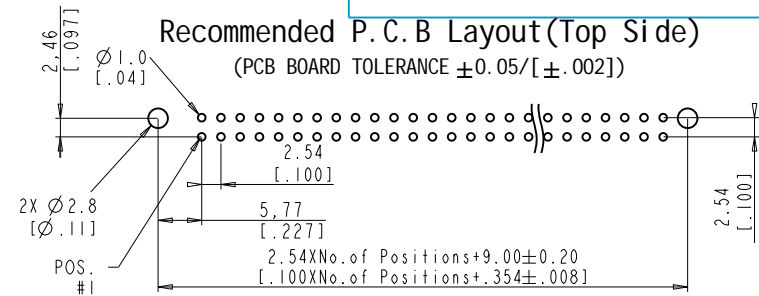 Recommended P.C.B Layout(Top Side)
(PCB BOARD TOLERANCE ±0.05/[±.002])
2,46
[.097]
Ø1.0
[.04]
2.54
[.100]
2X Ø2.8
[Ø.11]
5,77
[.227]
2.54
[.100]
POS.
#1
2.54XNo.of Positions+9.00±0.20
[.100XNo.of Positions+.354±.008]